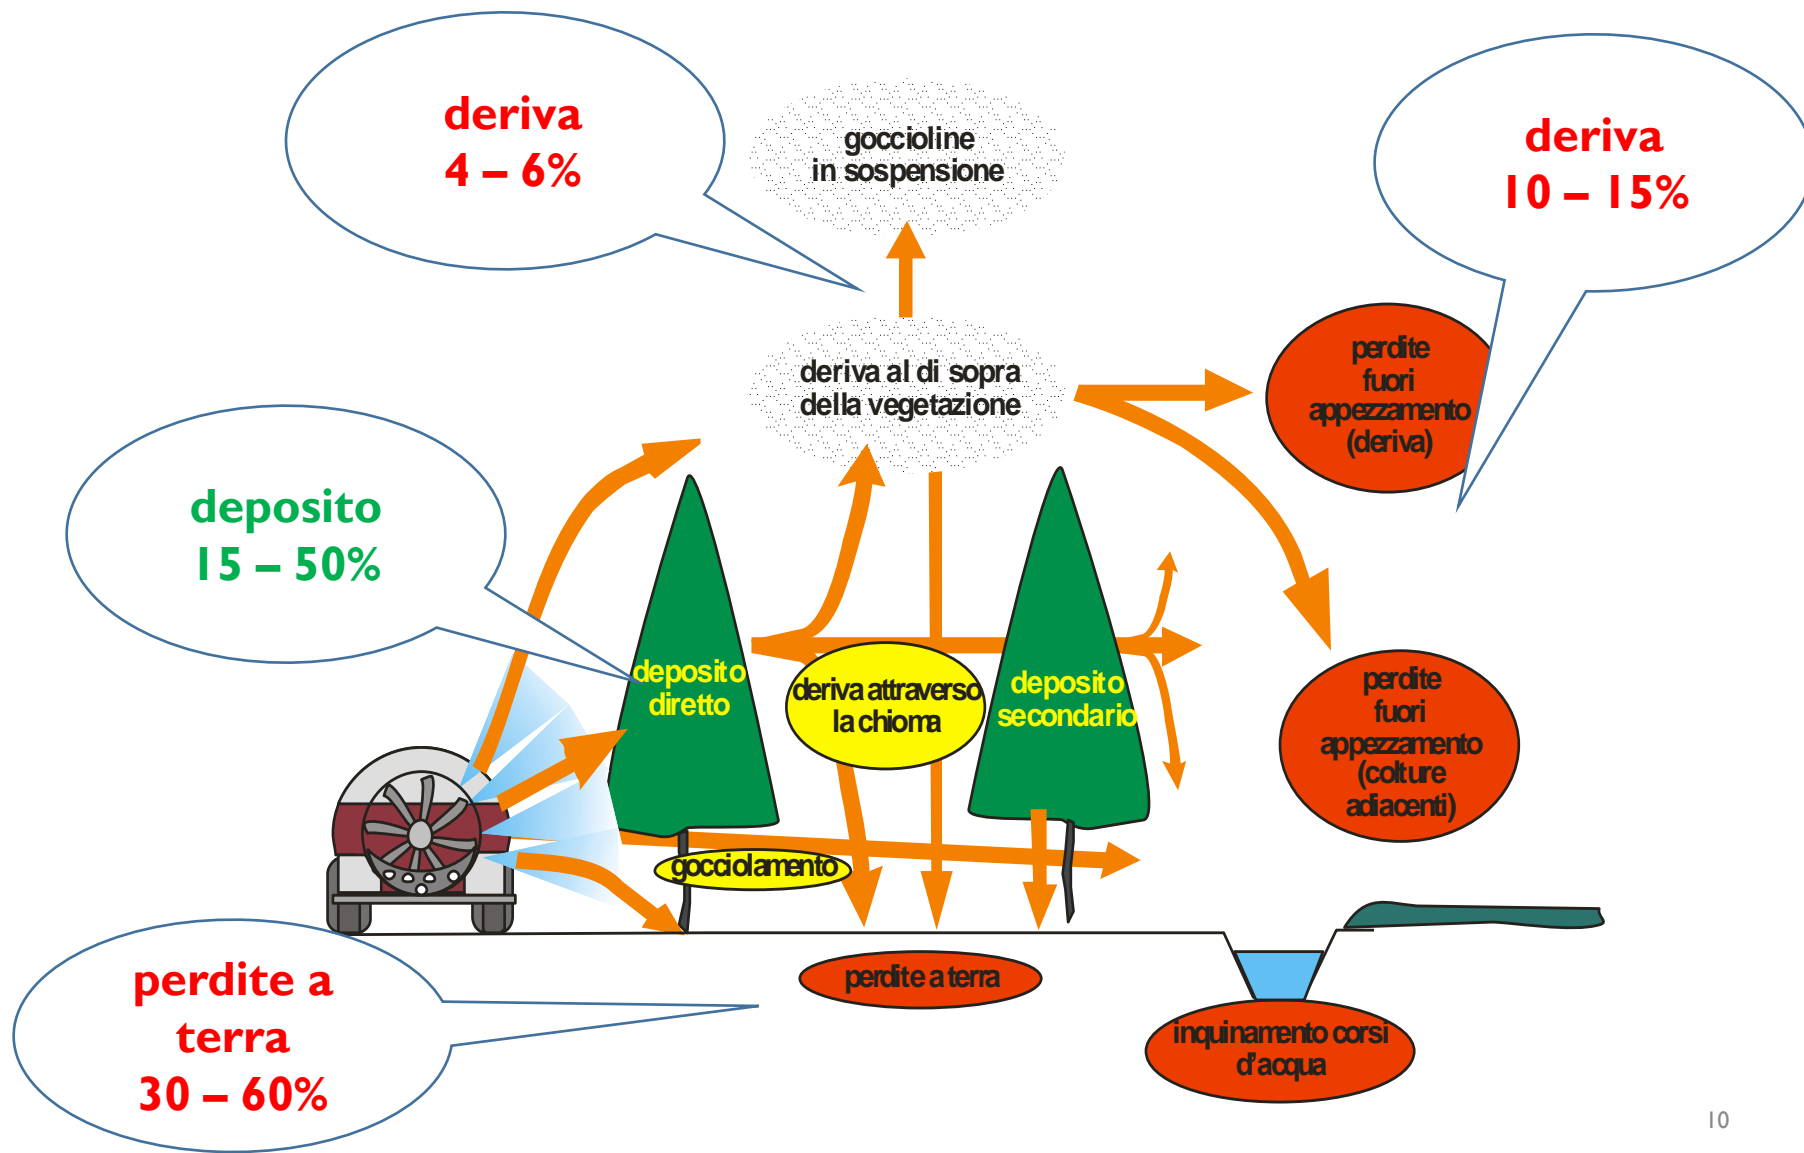 deriva
4 – 6%
goccioline
in sospensione
deriva
10 – 15%
deriva al di sopra
della vegetazione
perdite
fuori
appezzamento
(deriva)
deposito
15 – 50%
deposito
diretto
deriva attraverso
la chioma
deposito
secondario
perdite
fuori
appezzamento
(colture
adiacenti)
gocciolamento
perdite a
terra
30 – 60%
perdite a terra
inquinamento corsi
d'acqua
10